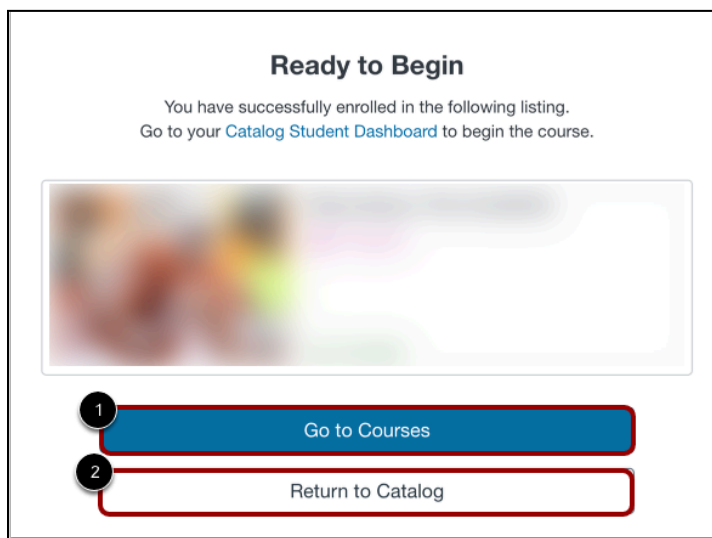 Ready to Begin
You have successfully enrolled in the following listing.
Go to your Catalog Student Dashboard to begin the course.
1
Go to Courses
2
Return to Catalog